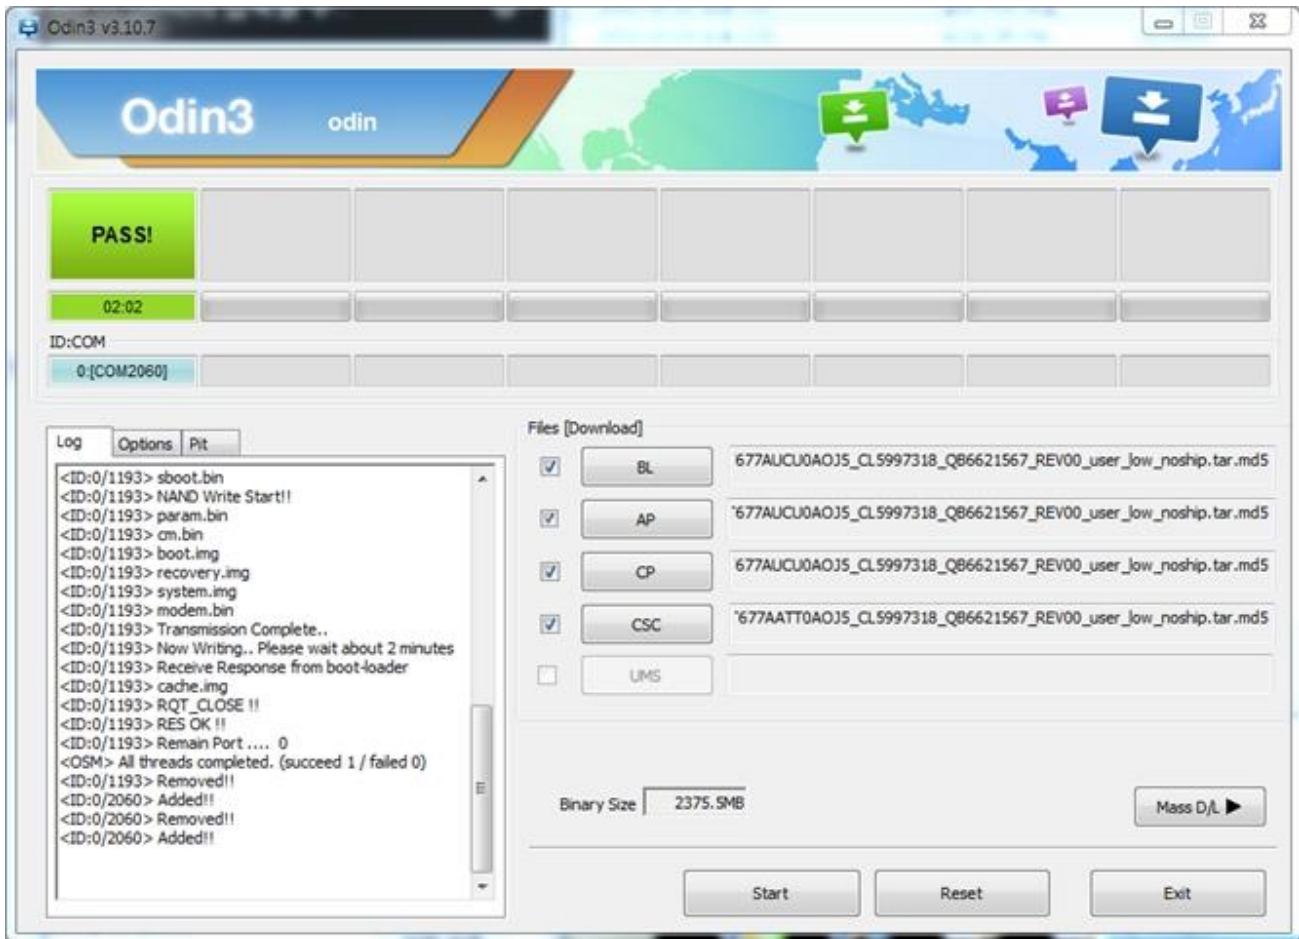 Odin3 v3.10.7
Odin3 odin
PASS!
02:02
ID:COM
0:[COM2060]
Log Options Pit
<ID:0/1193> sboot.bin
<ID:0/1193> NAND Write Start!!
<ID:0/1193> param.bin
<ID:0/1193> cm.bin
<ID:0/1193> boot.img
<ID:0/1193> recovery.img
<ID:0/1193> system.img
<ID:0/1193> modem.bin
<ID:0/1193> Transmission Complete..
<ID:0/1193> Now Writing.. Please wait about 2 minutes
<ID:0/1193> Receive Response from boot-loader
<ID:0/1193> cache.img
<ID:0/1193> RQT_CLOSE !!
<ID:0/1193> RES OK !!
<ID:0/1193> Remain Port .... 0
<OSM> All threads completed. (succeed 1 / failed 0)
<ID:0/1193> Removed!!
<ID:0/2060> Added!!
<ID:0/2060> Removed!!
<ID:0/2060> Added!!
Files [Download]
BL 677AUCU0AOJ5_CL5997318_QB6621567_REV00_user_low_noship.tar.md5
AP 677AUCU0AOJ5_CL5997318_QB6621567_REV00_user_low_noship.tar.md5
CP 677AUCU0AOJ5_CL5997318_QB6621567_REV00_user_low_noship.tar.md5
CSC 677AATT0AOJ5_CL5997318_QB6621567_REV00_user_low_noship.tar.md5
UMS
Binary Size 2375.5MB
Mass D/L ▶
Start Reset Exit